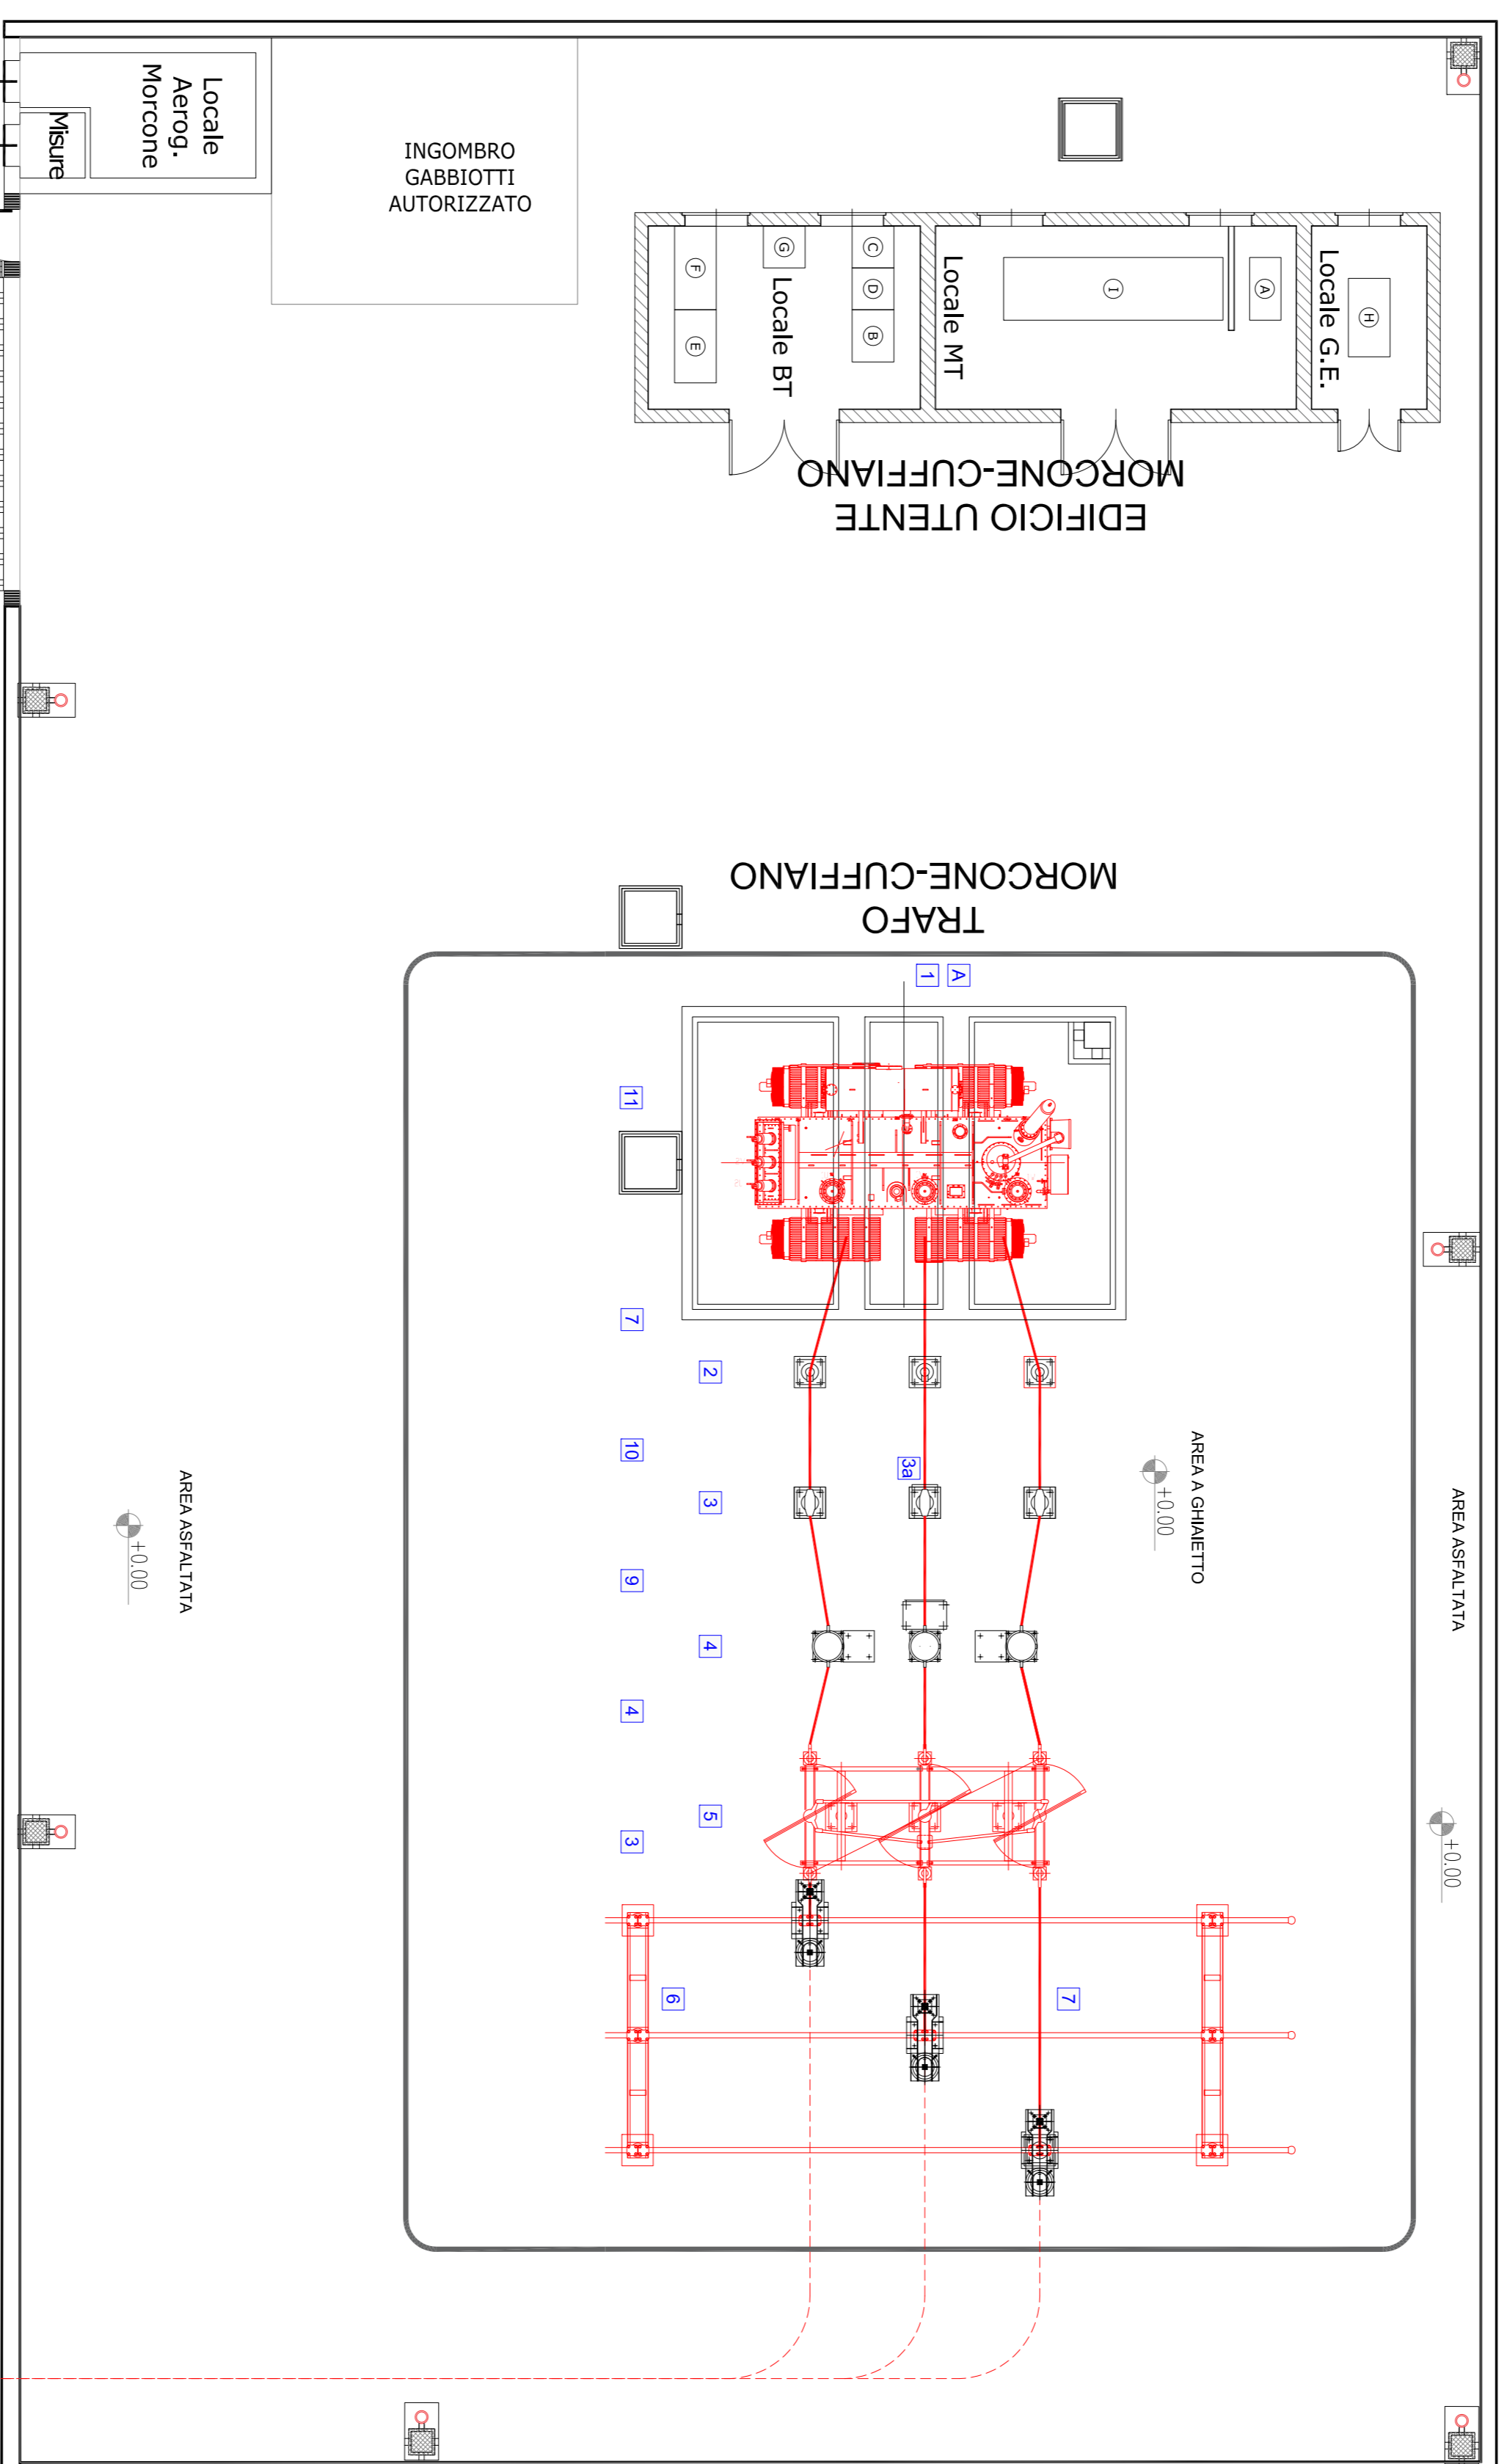 Locale
Aerog.
Morcone
Misure
INGOMBRO
GABBIOTTI
AUTORIZZATO
F
E
G
Locale BT
C
D
B
Locale MT
I
A
Locale G.E.
H
EDIFICIO UTENTE
MORCONE-CUFFIANO
TRAFO
MORCONE-CUFFIANO
1
A
11
7
2
10
3
3a
9
4
4
5
3
6
7
AREA A GHIAIETTO
+0.00
AREA ASFALTATA
+0.00
AREA ASFALTATA
+0.00